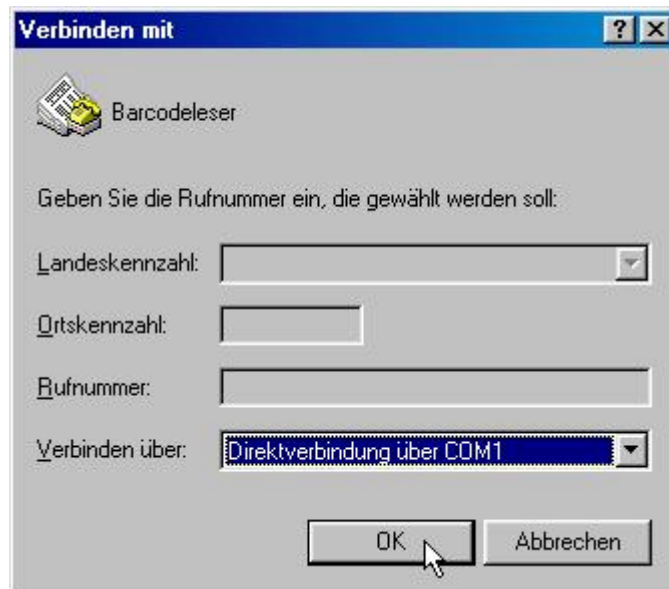 Verbinden mit
Barcodeleser
Geben Sie die Rufnummer ein, die gewählt werden soll:
Landeskennzahl:
Ortskennzahl:
Rufnummer:
Verbinden über: Direktverbindung über COM1
OK Abbrechen